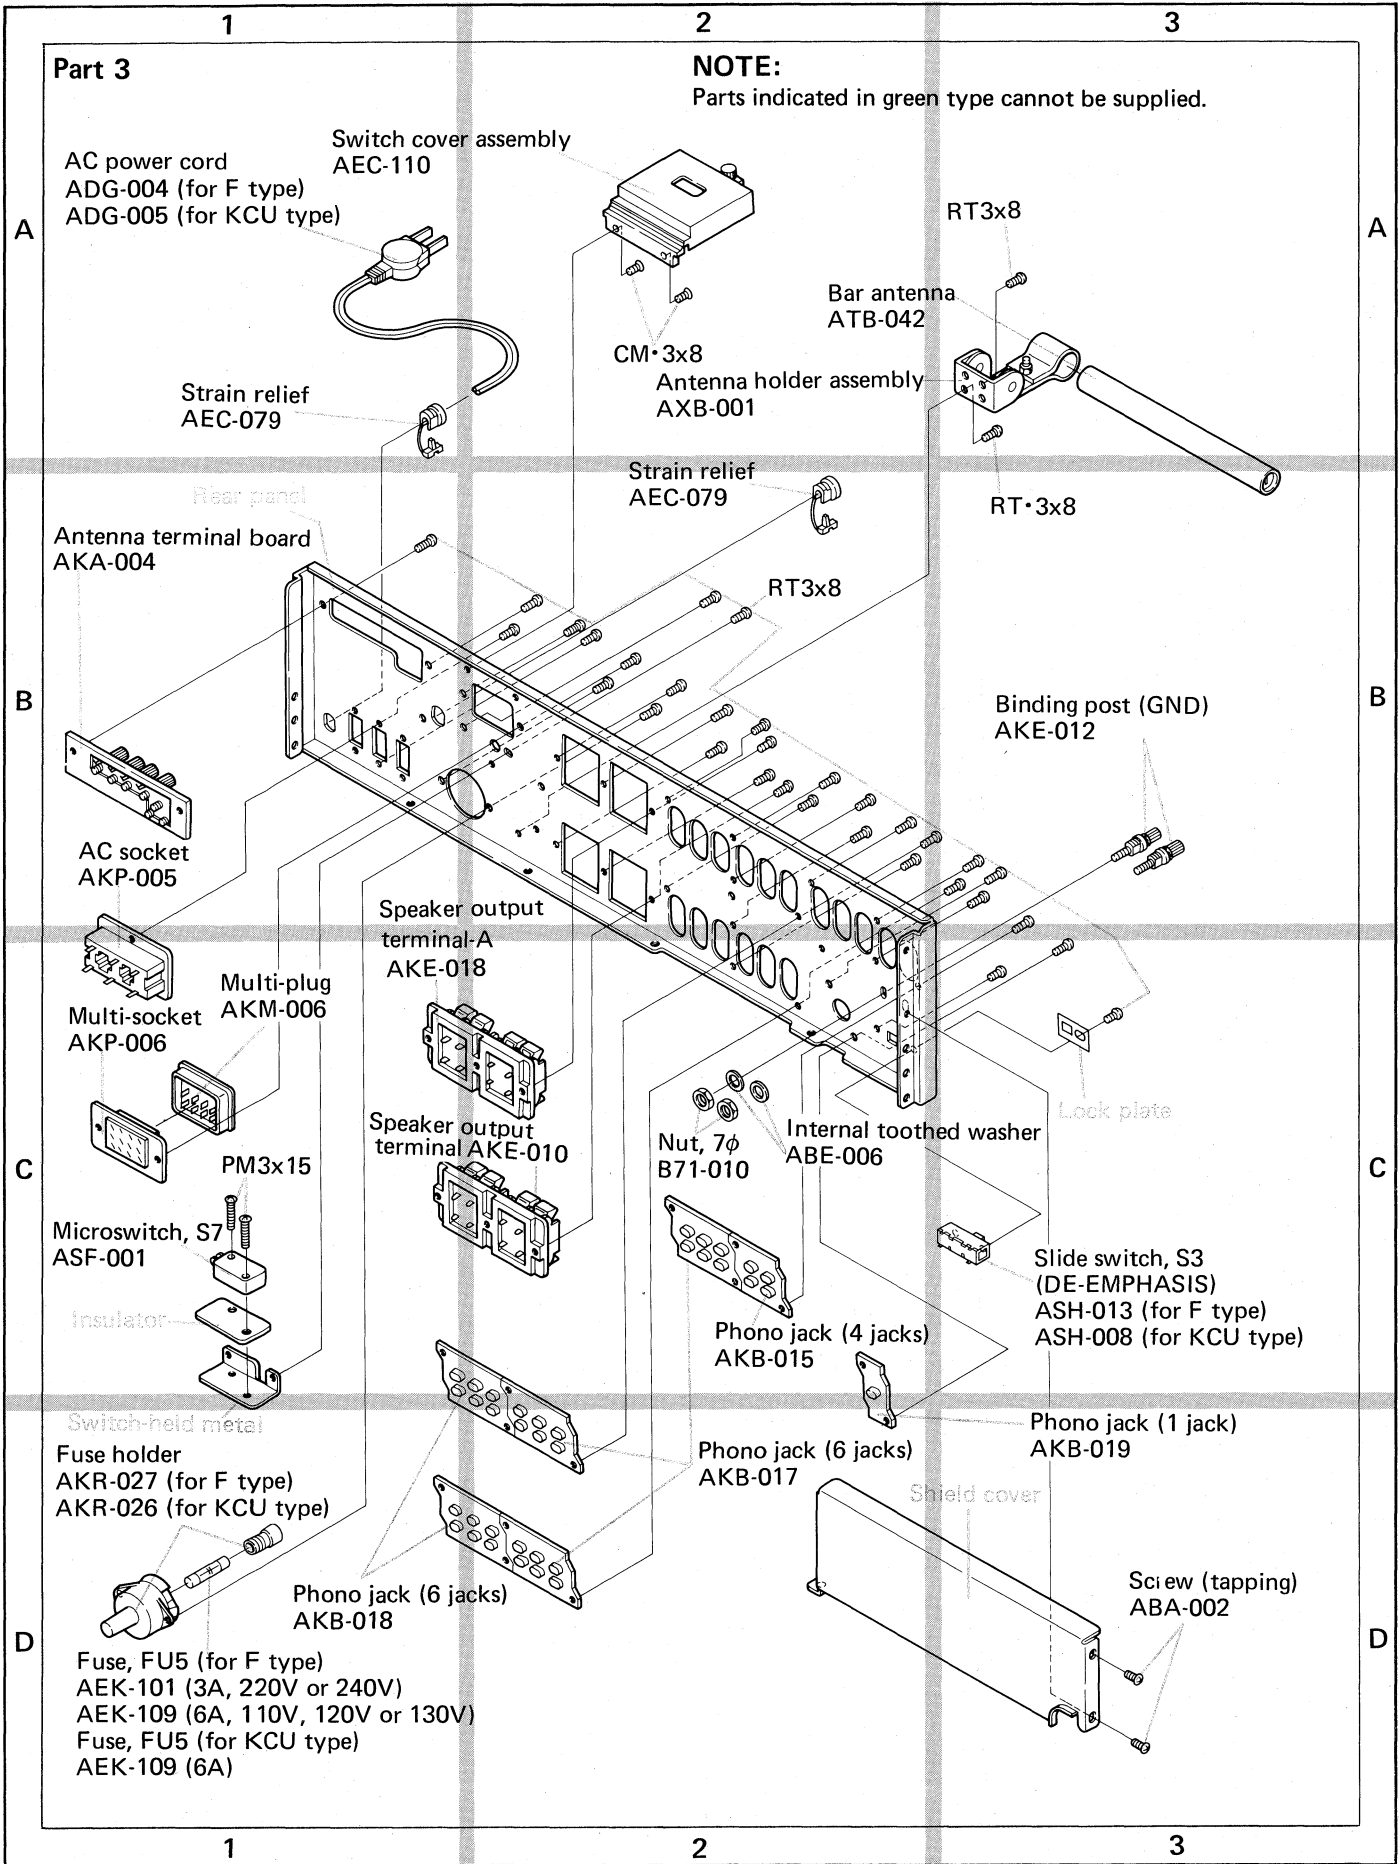 1
2
3
Part 3
NOTE:
Parts indicated in green type cannot be supplied.
Switch cover assembly
AEC-110
AC power cord
ADG-004 (for F type)
ADG-005 (for KCU type)
A
A
RT3x8
Bar antenna
ATB-042
CM•3x8
Antenna holder assembly
AXB-001
Strain relief
AEC-079
Strain relief
AEC-079
RT•3x8
Rear panel
Antenna terminal board
AKA-004
RT3x8
B
B
Binding post (GND)
AKE-012
AC socket
AKP-005
Speaker output
terminal-A
AKE-018
Multi-plug
AKM-006
Multi-socket
AKP-006
Lock plate
Speaker output
terminal AKE-010
Internal toothed washer
ABE-006
Nut, 7ϕ
B71-010
C
C
PM3x15
Microswitch, S7
ASF-001
Insulator
Slide switch, S3
(DE-EMPHASIS)
ASH-013 (for F type)
ASH-008 (for KCU type)
Phono jack (4 jacks)
AKB-015
Switch-held metal
Phono jack (1 jack)
AKB-019
Fuse holder
AKR-027 (for F type)
AKR-026 (for KCU type)
Phono jack (6 jacks)
AKB-017
Shield cover
Phono jack (6 jacks)
AKB-018
Screw (tapping)
ABA-002
D
D
Fuse, FU5 (for F type)
AEK-101 (3A, 220V or 240V)
AEK-109 (6A, 110V, 120V or 130V)
Fuse, FU5 (for KCU type)
AEK-109 (6A)
1
2
3